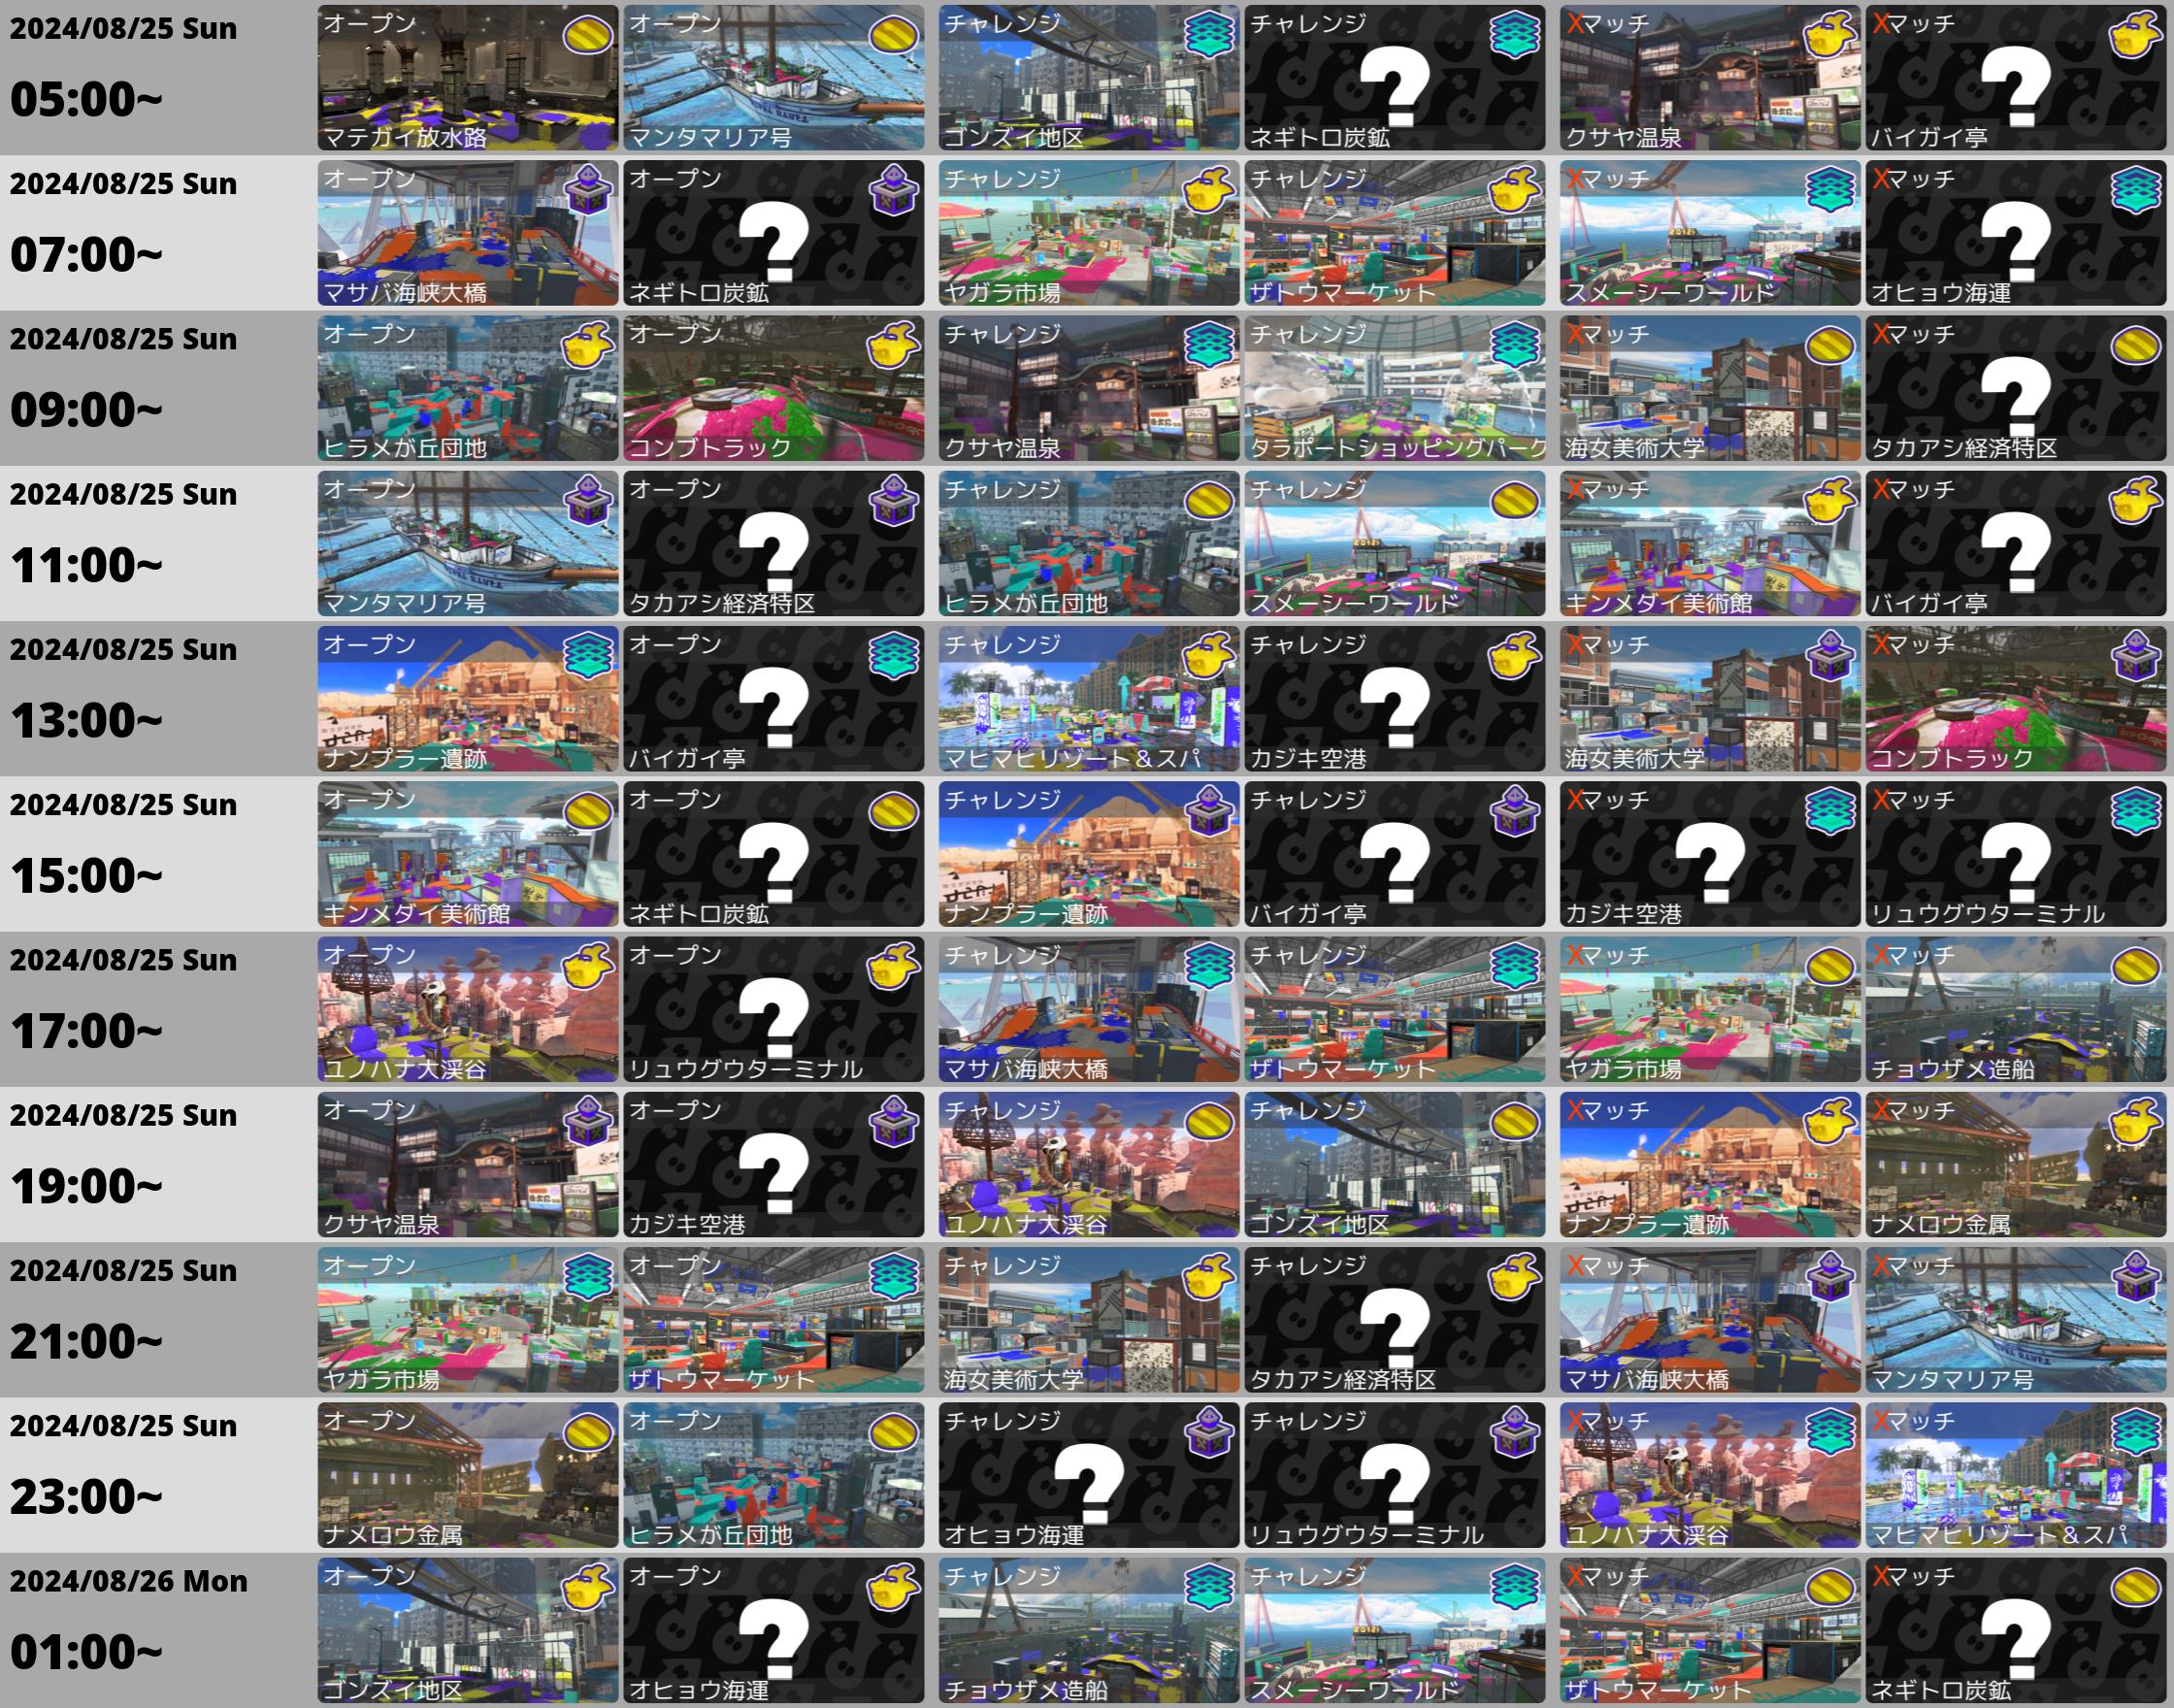 2024/08/25 Sun
05:00~
オープン
マテガイ放水路
オープン
マンタマリア号
チャレンジ
ゴンズイ地区
チャレンジ
?
ネギトロ炭鉱
Xマッチ
クサヤ温泉
Xマッチ
?
バイガイ亭
2024/08/25 Sun
07:00~
オープン
マサバ海峡大橋
オープン
?
ネギトロ炭鉱
チャレンジ
ヤガラ市場
チャレンジ
ザトウマーケット
Xマッチ
スメーシーワールド
Xマッチ
?
オヒョウ海運
2024/08/25 Sun
09:00~
オープン
ヒラメが丘団地
オープン
コンブトラック
チャレンジ
クサヤ温泉
チャレンジ
タラポートショッピングパーク
Xマッチ
海女美術大学
Xマッチ
?
タカアシ経済特区
2024/08/25 Sun
11:00~
オープン
マンタマリア号
オープン
?
タカアシ経済特区
チャレンジ
ヒラメが丘団地
チャレンジ
スメーシーワールド
Xマッチ
キンメダイ美術館
Xマッチ
?
バイガイ亭
2024/08/25 Sun
13:00~
オープン
ナンプラー遺跡
オープン
?
バイガイ亭
チャレンジ
マヒマヒリゾート＆スパ
チャレンジ
?
カジキ空港
Xマッチ
海女美術大学
Xマッチ
コンブトラック
2024/08/25 Sun
15:00~
オープン
キンメダイ美術館
オープン
?
ネギトロ炭鉱
チャレンジ
ナンプラー遺跡
チャレンジ
?
バイガイ亭
Xマッチ
?
カジキ空港
Xマッチ
?
リュウグウターミナル
2024/08/25 Sun
17:00~
オープン
ユノハナ大渓谷
オープン
?
リュウグウターミナル
チャレンジ
マサバ海峡大橋
チャレンジ
ザトウマーケット
Xマッチ
ヤガラ市場
Xマッチ
チョウザメ造船
2024/08/25 Sun
19:00~
オープン
クサヤ温泉
オープン
?
カジキ空港
チャレンジ
ユノハナ大渓谷
チャレンジ
ゴンズイ地区
Xマッチ
ナンプラー遺跡
Xマッチ
ナメロウ金属
2024/08/25 Sun
21:00~
オープン
ヤガラ市場
オープン
ザトウマーケット
チャレンジ
海女美術大学
チャレンジ
?
タカアシ経済特区
Xマッチ
マサバ海峡大橋
Xマッチ
マンタマリア号
2024/08/25 Sun
23:00~
オープン
ナメロウ金属
オープン
ヒラメが丘団地
チャレンジ
?
オヒョウ海運
チャレンジ
?
リュウグウターミナル
Xマッチ
ユノハナ大渓谷
Xマッチ
マヒマヒリゾート＆スパ
2024/08/26 Mon
01:00~
オープン
ゴンズイ地区
オープン
?
オヒョウ海運
チャレンジ
チョウザメ造船
チャレンジ
スメーシーワールド
Xマッチ
ザトウマーケット
Xマッチ
?
ネギトロ炭鉱